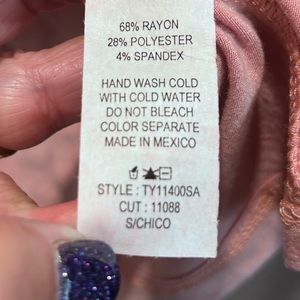 68% RAYON
28% POLYESTER
4% SPANDEX
HAND WASH COLD
WITH COLD WATER
DO NOT BLEACH
COLOR SEPARATE
MADE IN MEXICO
STYLE : TY11400SA
CUT : 11088
S/CHICO